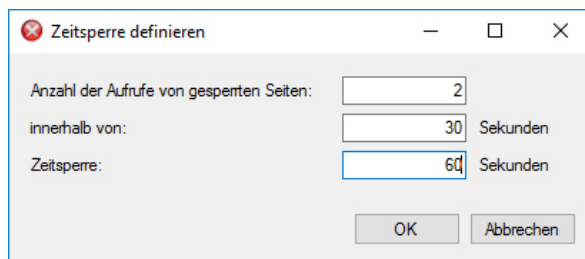 Zeitsperre definieren
Anzahl der Aufrufe von gesperrten Seiten: 2
innerhalb von: 30 Sekunden
Zeitsperre: 60 Sekunden
OK Abbrechen